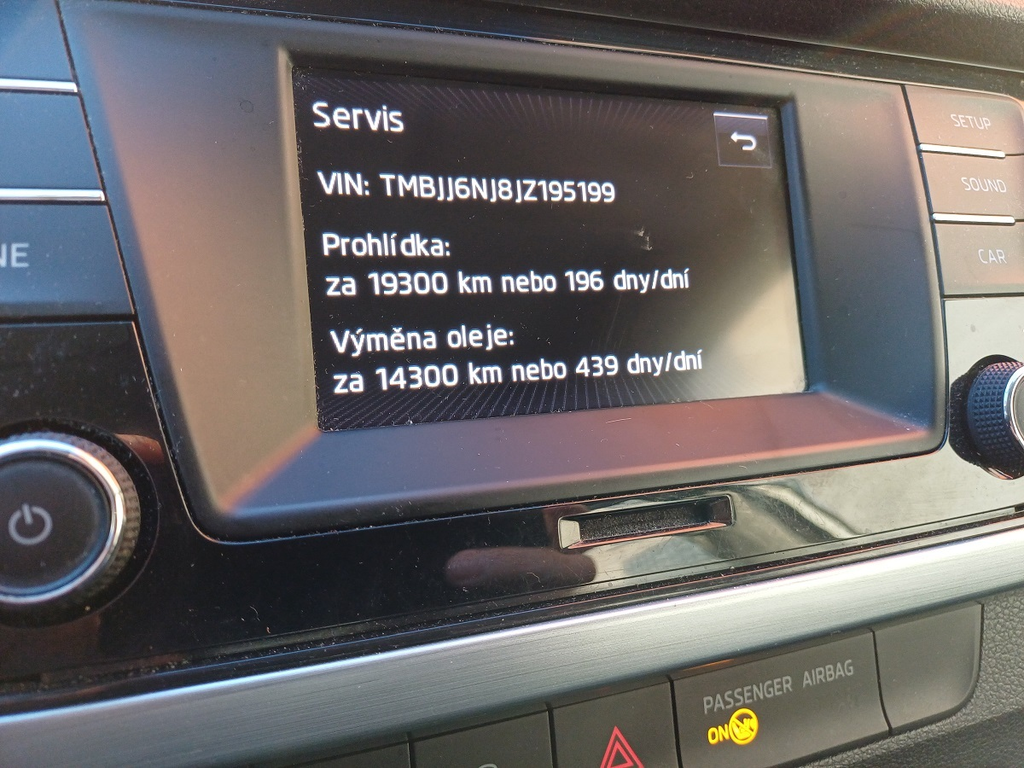 Servis
VIN: TMBJJ6NJ8JZ195199
Prohlídka:
za 19300 km nebo 196 dny/dní
Výměna oleje:
za 14300 km nebo 439 dny/dní
SETUP
SOUND
CAR
NE
PASSENGER AIRBAG
ON